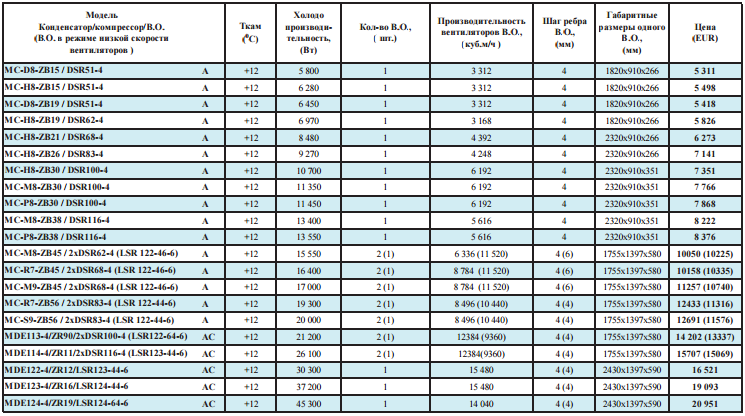 Модель
Конденсатор/компрессор/В.О.
(В.О. в режиме низкой скорости
вентиляторов )
Ткам
(⁰С)
Холодо
производи-
тельность,
(Вт)
Кол-во В.О.,
( шт.)
Производительность
вентиляторов В.О.,
(куб.м/ч )
Шаг ребра
В.О.,
(мм)
Габаритные
размеры одного
В.О.,
(мм)
Цена
(EUR)
MC-D8-ZB15 / DSR51-4 A +12 5 800 1 3 312 4 1820x910x266 5 311
MC-H8-ZB15 / DSR51-4 A +12 6 280 1 3 312 4 1820x910x266 5 498
MC-D8-ZB19 / DSR51-4 A +12 6 450 1 3 312 4 1820x910x266 5 418
MC-H8-ZB19 / DSR62-4 A +12 6 970 1 3 168 4 1820x910x266 5 826
MC-H8-ZB21 / DSR68-4 A +12 8 480 1 4 392 4 2320x910x266 6 273
MC-H8-ZB26 / DSR83-4 A +12 9 270 1 4 248 4 2320x910x266 7 141
MC-H8-ZB30 / DSR100-4 A +12 10 700 1 6 192 4 2320x910x351 7 351
MC-M8-ZB30 / DSR100-4 A +12 11 350 1 6 192 4 2320x910x351 7 766
MC-P8-ZB30 / DSR100-4 A +12 11 450 1 6 192 4 2320x910x351 7 868
MC-M8-ZB38 / DSR116-4 A +12 13 400 1 5 616 4 2320x910x351 8 222
MC-P8-ZB38 / DSR116-4 A +12 13 550 1 5 616 4 2320x910x351 8 376
MC-M8-ZB45 / 2xDSR62-4 (LSR 122-46-6) A +12 15 550 2 (1) 6 336 (11 520) 4 (6) 1755x1397x580 10050 (10225)
MC-R7-ZB45 / 2xDSR68-4 (LSR 122-46-6) A +12 16 400 2 (1) 8 784 (11 520) 4 (6) 1755x1397x580 10158 (10335)
MC-M9-ZB45 / 2xDSR68-4 (LSR 122-46-6) A +12 17 000 2 (1) 8 784 (11 520) 4 (6) 1755x1397x580 11257 (10740)
MC-R7-ZB56 / 2xDSR83-4 (LSR 122-44-6) A +12 19 300 2 (1) 8 496 (10 440) 4 (4) 1755x1397x580 12433 (11316)
MC-S9-ZB56 / 2xDSR83-4 (LSR 122-44-6) A +12 20 000 2 (1) 8 496 (10 440) 4 (4) 1755x1397x580 12691 (11576)
MDE113-4/ZR90/2xDSR100-4 (LSR122-64-6) AC +12 21 200 2 (1) 12384 (9360) 4 (4) 1755x1397x580 14 202 (13337)
MDE114-4/ZR11/2xDSR116-4 (LSR123-44-6) AC +12 26 100 2 (1) 12384(9360) 4 (4) 1755x1397x580 15707 (15069)
MDE122-4/ZR12/LSR123-44-6 AC +12 30 300 1 15 480 4 (4) 2430x1397x590 16 521
MDE123-4/ZR16/LSR124-44-6 AC +12 37 200 1 15 480 4 (4) 2430x1397x580 19 093
MDE124-4/ZR19/LSR124-64-6 AC +12 45 300 1 14 040 4 (4) 2430x1397x580 20 951